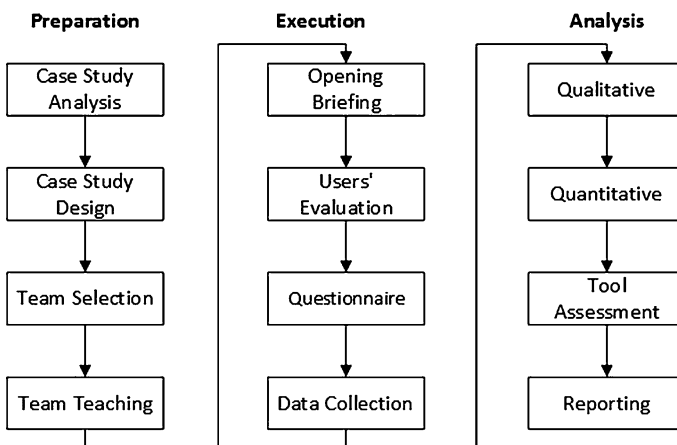 Preparation
Case Study
Analysis
Case Study
Design
Team Selection
Team Teaching
Execution
Opening
Briefing
Users'
Evaluation
Questionnaire
Data Collection
Analysis
Qualitative
Quantitative
Tool
Assessment
Reporting